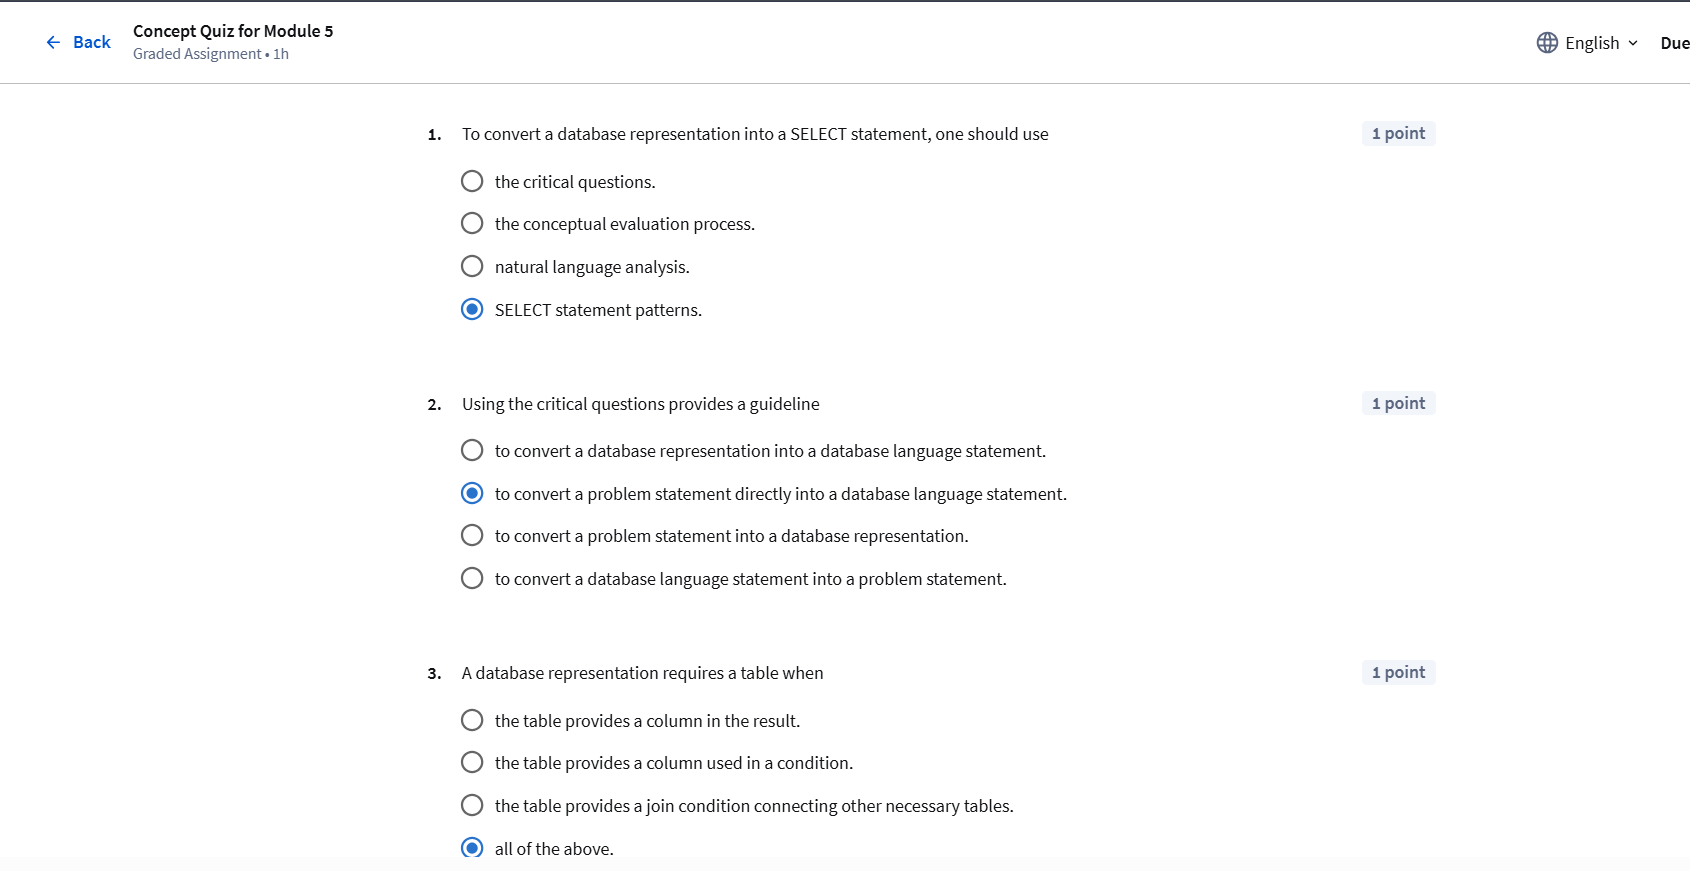 Back
Concept Quiz for Module 5
Graded Assignment • 1h
English
Due
1. To convert a database representation into a SELECT statement, one should use
1 point
the critical questions.
the conceptual evaluation process.
natural language analysis.
SELECT statement patterns.
2. Using the critical questions provides a guideline
1 point
to convert a database representation into a database language statement.
to convert a problem statement directly into a database language statement.
to convert a problem statement into a database representation.
to convert a database language statement into a problem statement.
3. A database representation requires a table when
1 point
the table provides a column in the result.
the table provides a column used in a condition.
the table provides a join condition connecting other necessary tables.
all of the above.